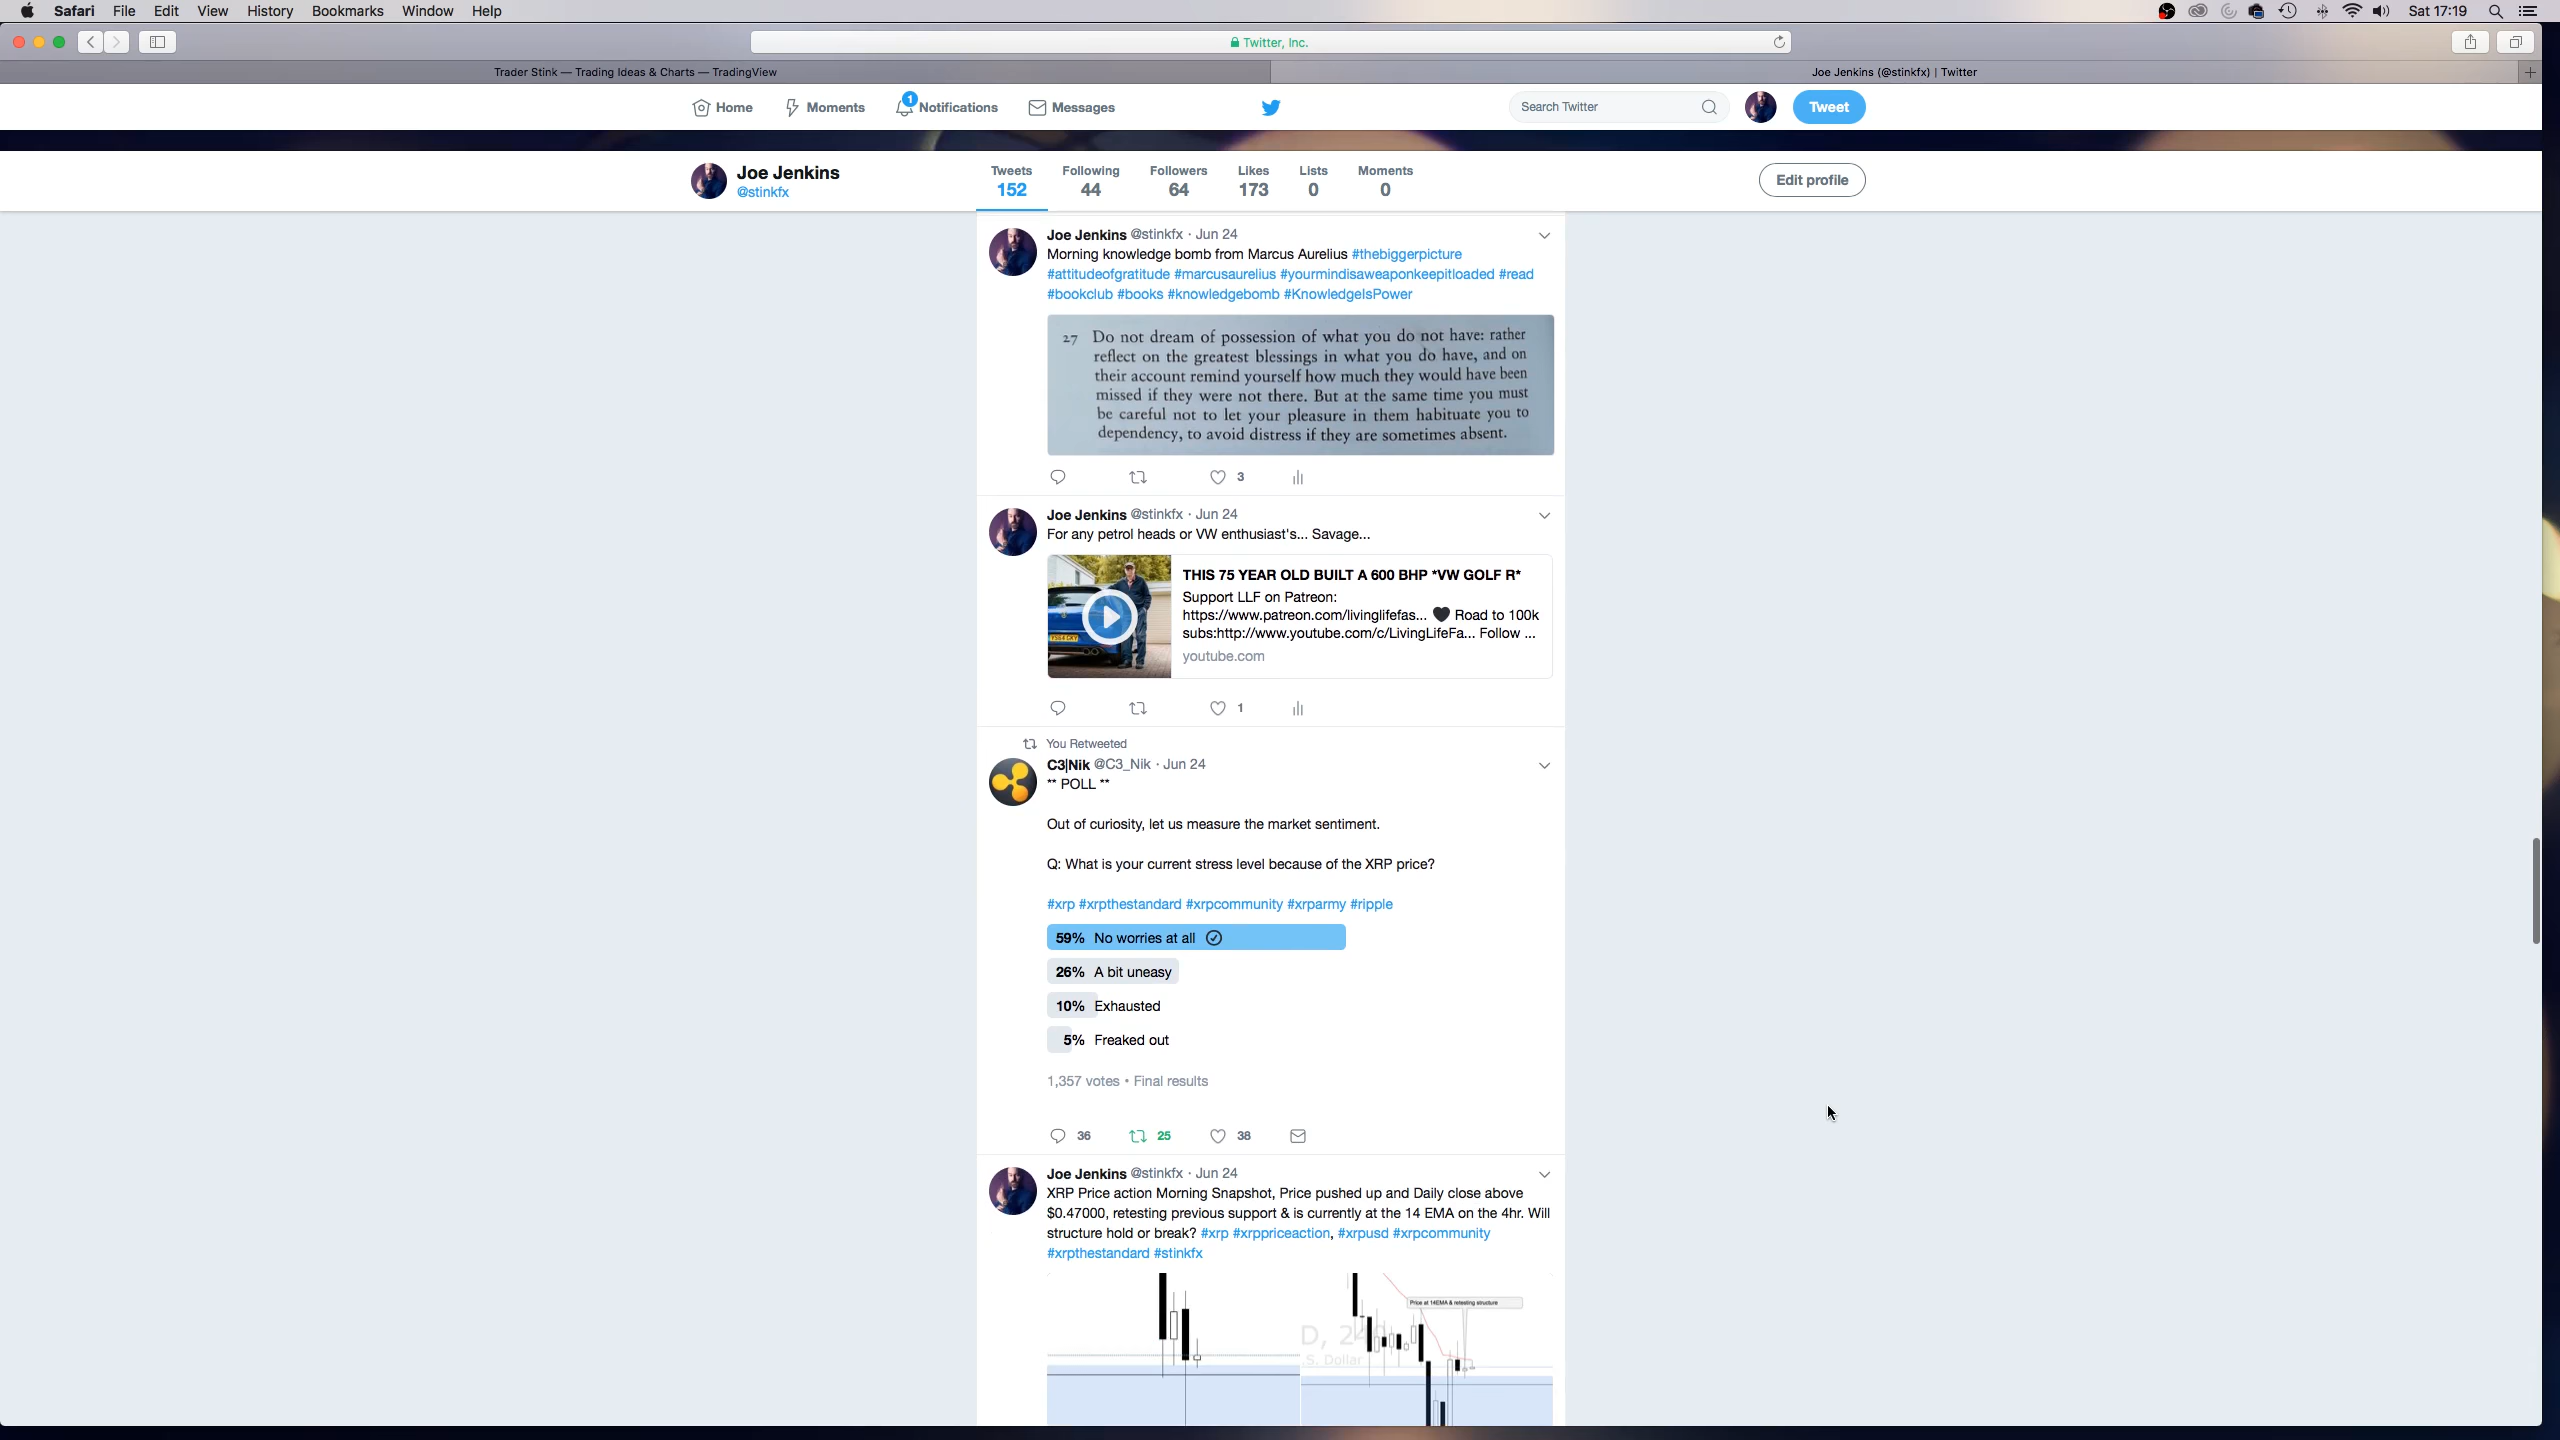 Safari File Edit View History Bookmarks Window Help
Sat 17:19
Twitter, Inc.
Trader Stink — Trading Ideas & Charts — TradingView
Joe Jenkins (@stinkfx) | Twitter
Home Moments 1 Notifications Messages
Search Twitter
Tweet
Joe Jenkins
@stinkfx
Tweets Following Followers Likes Lists Moments
152 44 64 173 0 0
Edit profile
Joe Jenkins @stinkfx · Jun 24
Morning knowledge bomb from Marcus Aurelius #thebiggerpicture
#attitudeofgratitude #marcusaurelius #yourmindisaweaponkeepitloaded #read
#bookclub #books #knowledgebomb #KnowledgeIsPower
27 Do not dream of possession of what you do not have: rather
reflect on the greatest blessings in what you do have, and on
their account remind yourself how much they would have been
missed if they were not there. But at the same time you must
be careful not to let your pleasure in them habituate you to
dependency, to avoid distress if they are sometimes absent.
3
Joe Jenkins @stinkfx · Jun 24
For any petrol heads or VW enthusiast's... Savage...
THIS 75 YEAR OLD BUILT A 600 BHP *VW GOLF R*
Support LLF on Patreon:
https://www.patreon.com/livinglifefas... 🖤 Road to 100k
subs:http://www.youtube.com/c/LivingLifeFa... Follow ...
youtube.com
1
You Retweeted
C3|Nik @C3_Nik · Jun 24
** POLL **
Out of curiosity, let us measure the market sentiment.
Q: What is your current stress level because of the XRP price?
#xrp #xrpthestandard #xrpcommunity #xrparmy #ripple
59% No worries at all
26% A bit uneasy
10% Exhausted
5% Freaked out
1,357 votes • Final results
36 25 38
Joe Jenkins @stinkfx · Jun 24
XRP Price action Morning Snapshot, Price pushed up and Daily close above
$0.47000, retesting previous support & is currently at the 14 EMA on the 4hr. Will
structure hold or break? #xrp #xrppriceaction, #xrpusd #xrpcommunity
#xrpthestandard #stinkfx
Price at 14EMA & retesting structure
D, 240
.S. Dollar